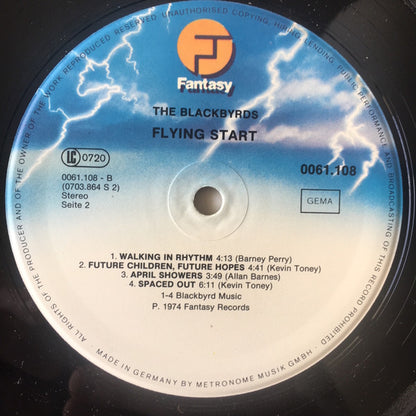 ALL RIGHTS OF THE PRODUCER AND OF THE OWNER OF THE WORK REPRODUCED RESERVED UNAUTHORISED COPYING, HIRING, LENDING, PUBLIC PERFORMANCE AND BROADCASTING OF THIS RECORD PROHIBITED
Fantasy
THE BLACKBYRDS
FLYING START
LC 0720
0061.108
0061.108 - B
(0703.864 S 2)
Stereo
Seite 2
GEMA
1. WALKING IN RHYTHM 4:13 (Barney Perry)
2. FUTURE CHILDREN, FUTURE HOPES 4:41 (Kevin Toney)
3. APRIL SHOWERS 3:49 (Allan Barnes)
4. SPACED OUT 6:11 (Kevin Toney)
1-4 Blackbyrd Music
P. 1974 Fantasy Records
MADE IN GERMANY BY METRONOME MUSIK GMBH